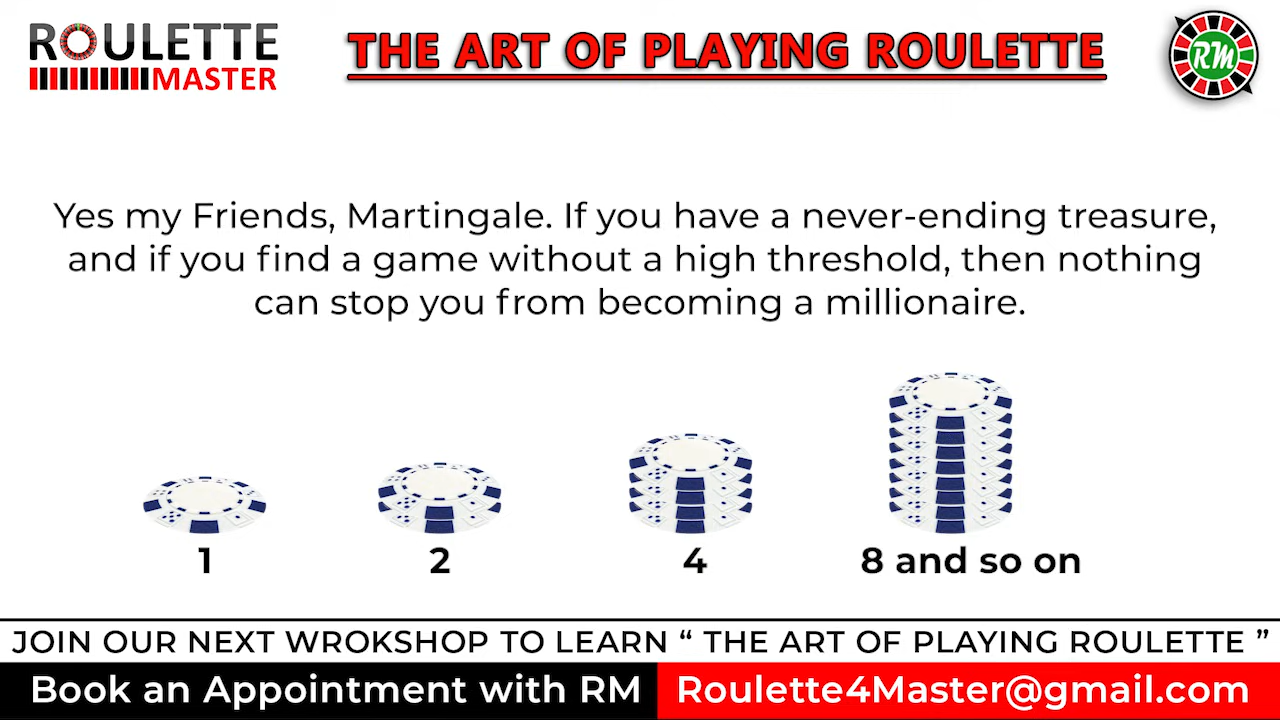 ROULETTE
MASTER
THE ART OF PLAYING ROULETTE
RM
Yes my Friends, Martingale. If you have a never-ending treasure,
and if you find a game without a high threshold, then nothing
can stop you from becoming a millionaire.
1
2
4
8 and so on
JOIN OUR NEXT WROKSHOP TO LEARN “ THE ART OF PLAYING ROULETTE ”
Book an Appointment with RM
Roulette4Master@gmail.com